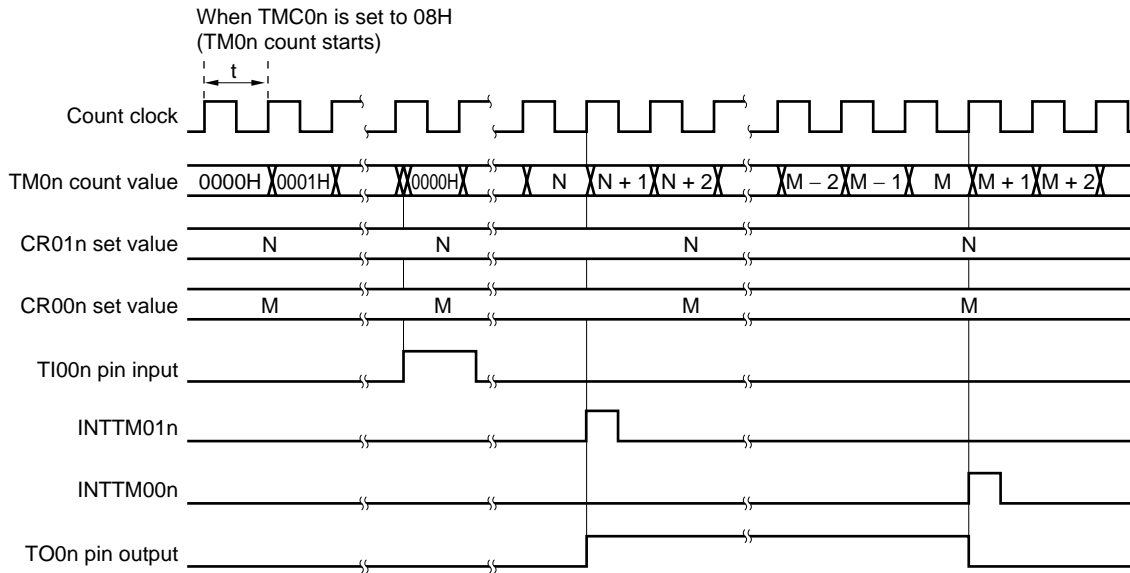 When TMC0n is set to 08H
(TM0n count starts)
t
Count clock
TM0n count value 0000H 0001H 0000H N N + 1 N + 2 M − 2 M − 1 M M + 1 M + 2
CR01n set value N N N N
CR00n set value M M M M
TI00n pin input
INTTM01n
INTTM00n
TO0n pin output